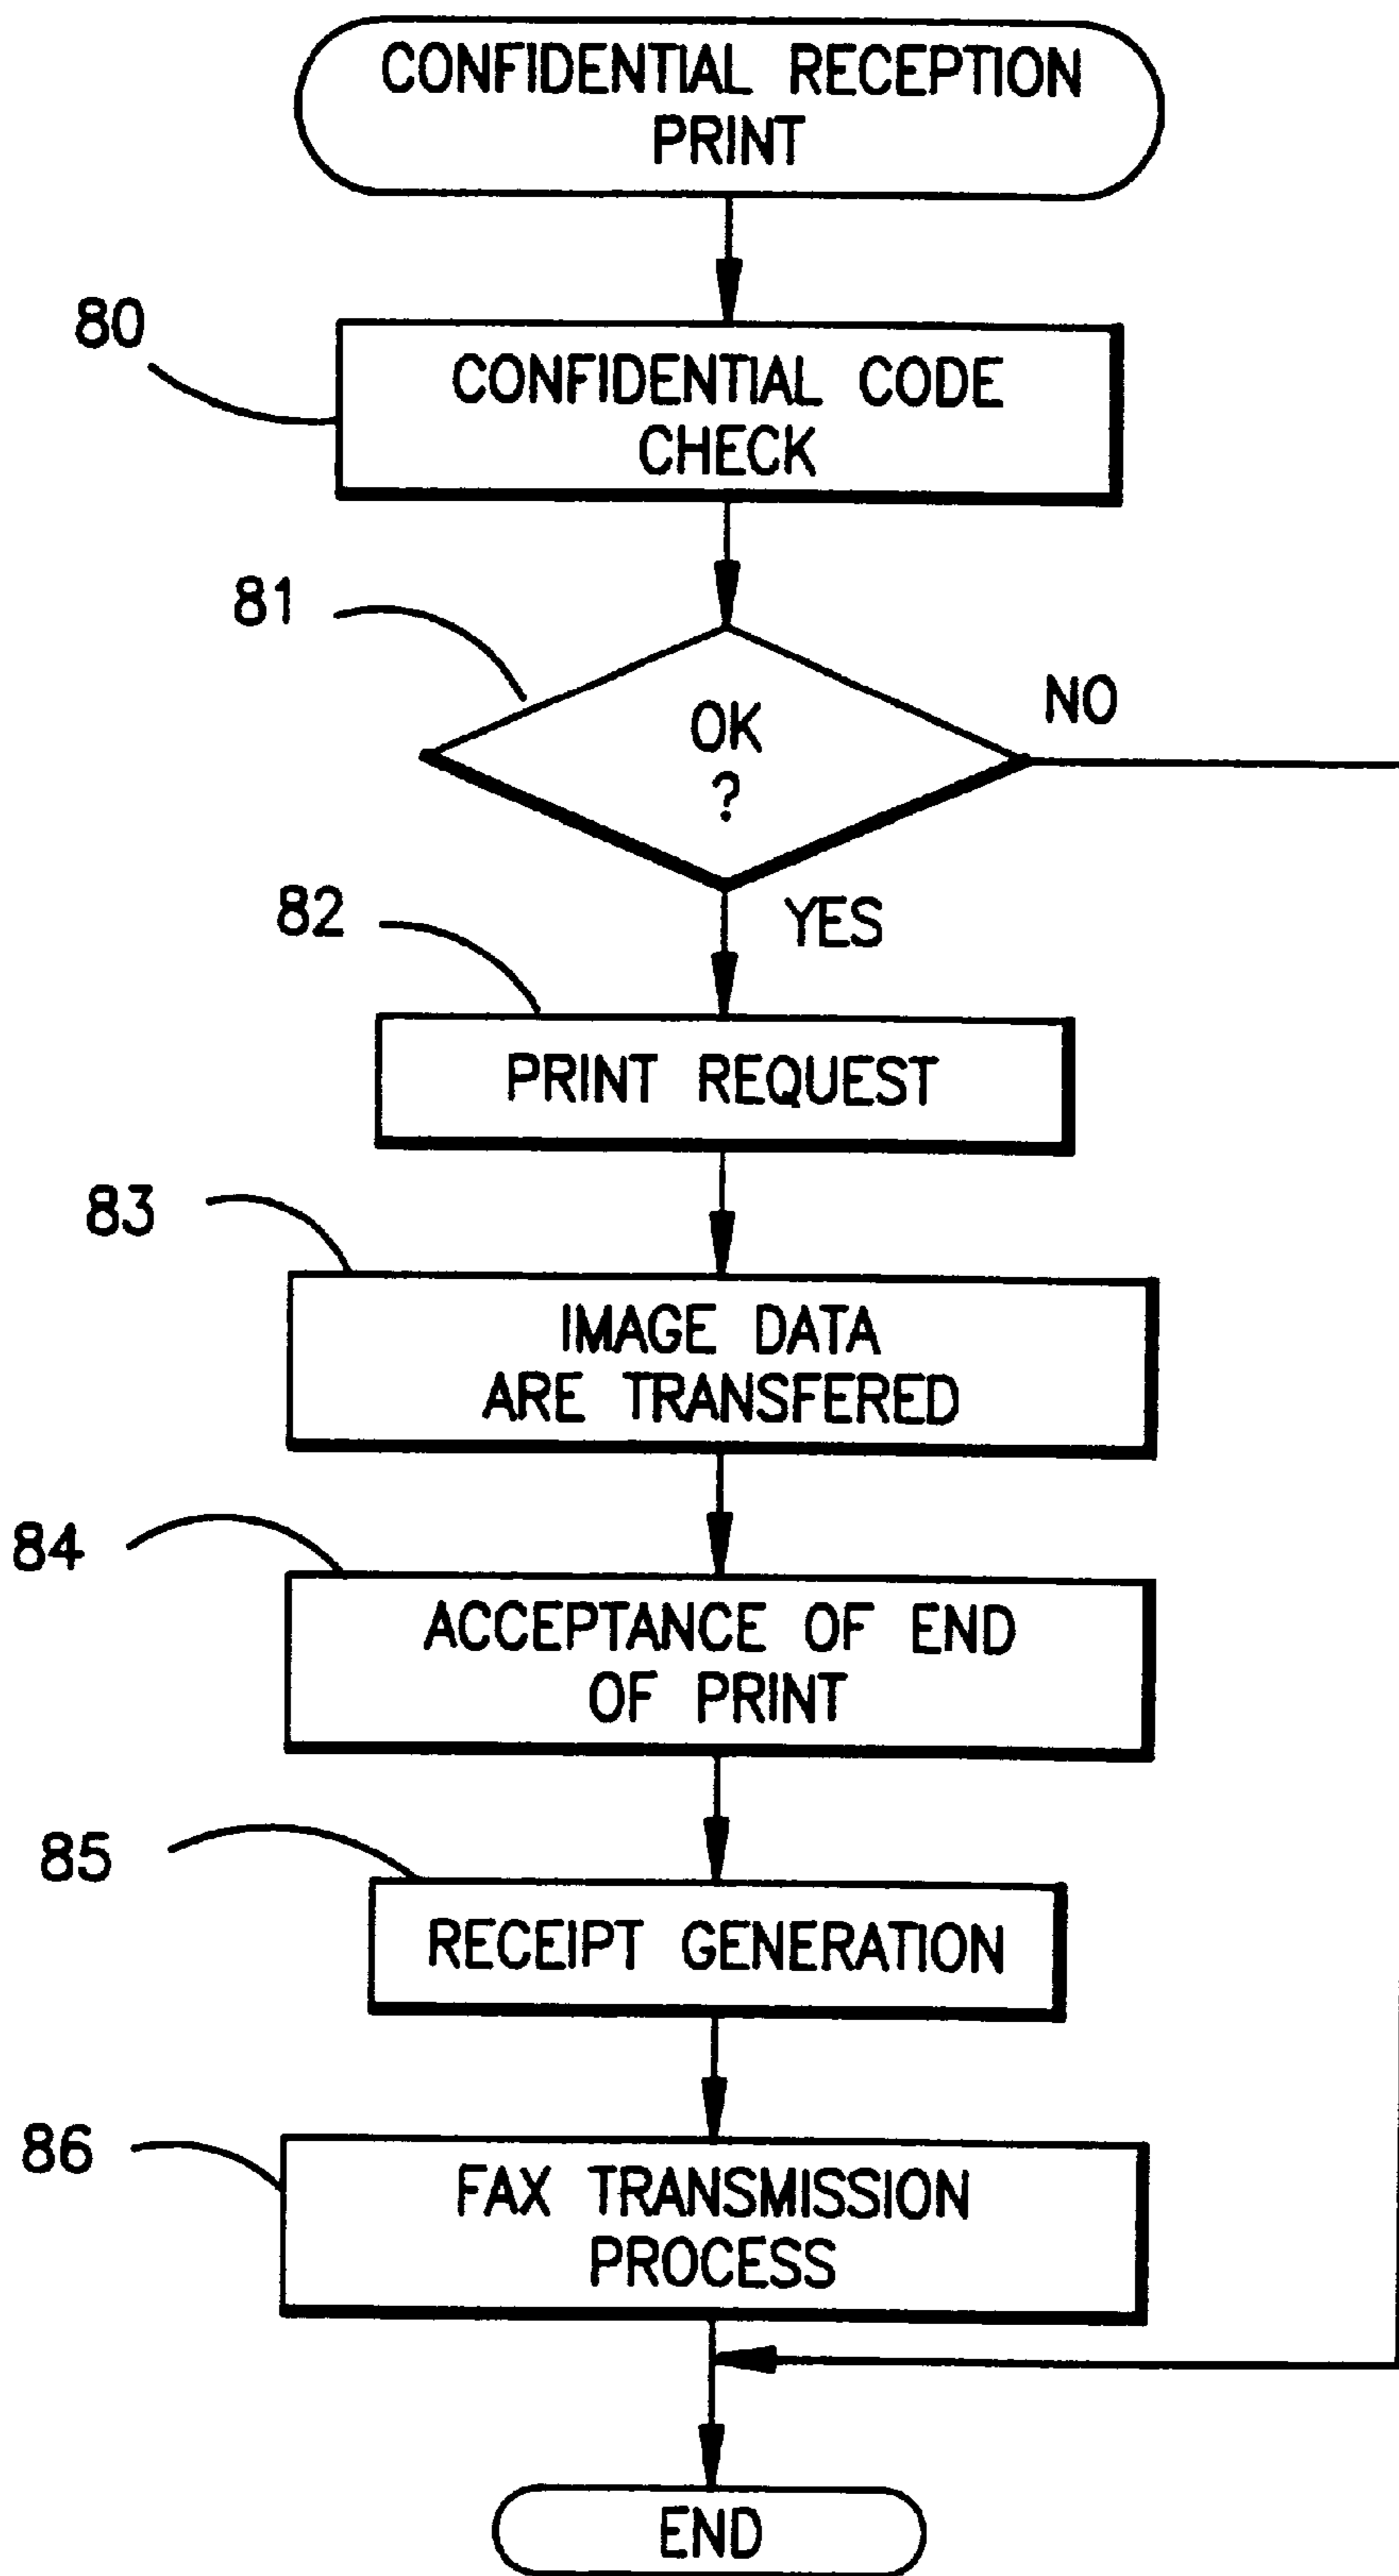 CONFIDENTIAL RECEPTION
PRINT
80
CONFIDENTIAL CODE
CHECK
81
OK
?
NO
YES
82
PRINT REQUEST
83
IMAGE DATA
ARE TRANSFERED
84
ACCEPTANCE OF END
OF PRINT
85
RECEIPT GENERATION
86
FAX TRANSMISSION
PROCESS
END